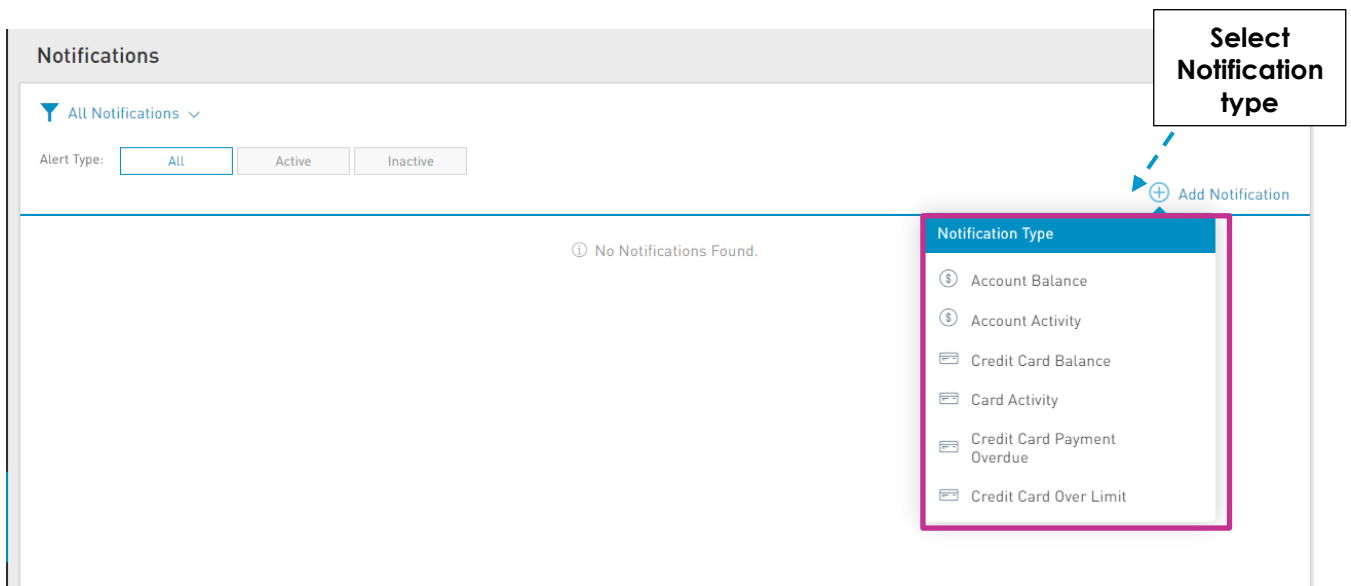 Select
Notification
type
Notifications
All Notifications
Alert Type: All Active Inactive
Add Notification
Notification Type
No Notifications Found.
Account Balance
Account Activity
Credit Card Balance
Card Activity
Credit Card Payment
Overdue
Credit Card Over Limit